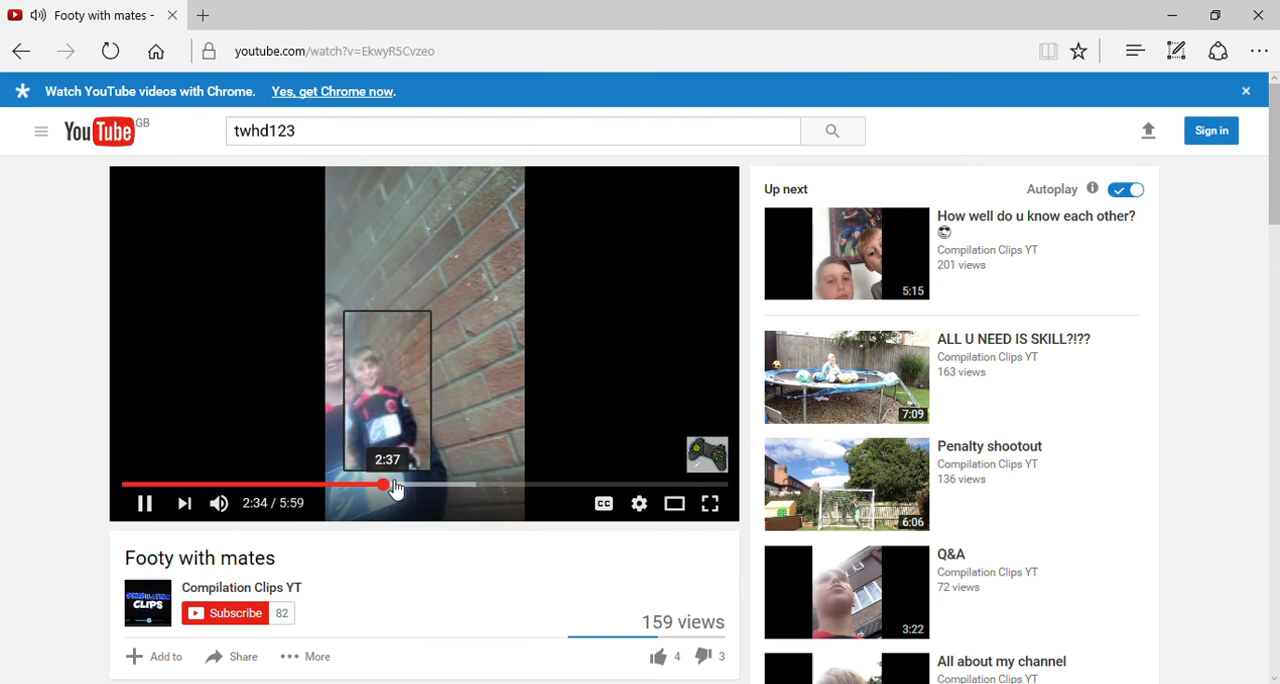 Footy with mates -
youtube.com/watch?v=EkwyR5Cvzeo
Watch YouTube videos with Chrome. Yes, get Chrome now.
YouTube GB
twhd123
Sign in
Up next
Autoplay
How well do u know each other?
Compilation Clips YT
201 views
5:15
ALL U NEED IS SKILL?!??
Compilation Clips YT
163 views
7:09
Penalty shootout
Compilation Clips YT
136 views
6:06
Q&A
Compilation Clips YT
72 views
3:22
All about my channel
Compilation Clips YT
2:37
2:34 / 5:59
CC
Footy with mates
COMPILATION
CLIPS
Compilation Clips YT
Subscribe 82
159 views
Add to
Share
More
4
3